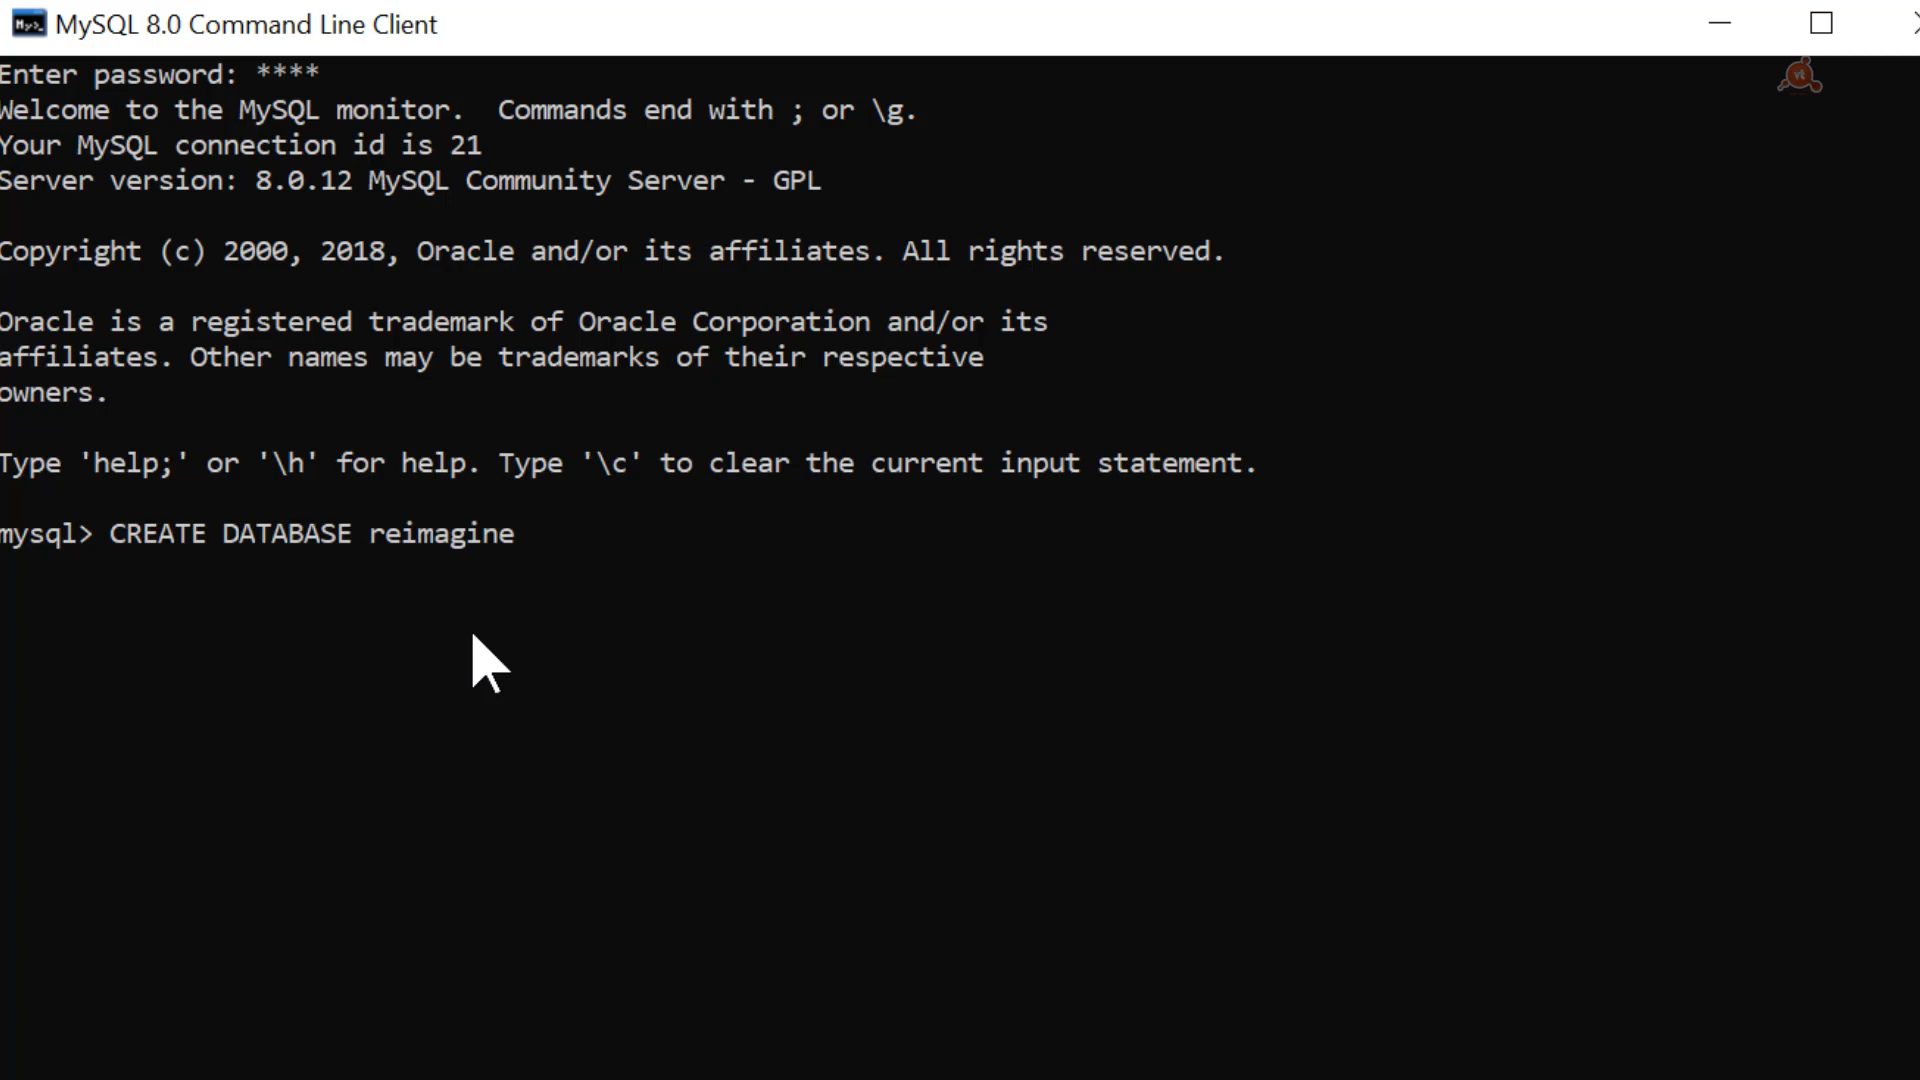 MySQL 8.0 Command Line Client
Enter password: ****
Welcome to the MySQL monitor.  Commands end with ; or \g.
Your MySQL connection id is 21
Server version: 8.0.12 MySQL Community Server - GPL
Copyright (c) 2000, 2018, Oracle and/or its affiliates. All rights reserved.
Oracle is a registered trademark of Oracle Corporation and/or its
affiliates. Other names may be trademarks of their respective
owners.
Type 'help;' or '\h' for help. Type '\c' to clear the current input statement.
mysql> CREATE DATABASE reimagine